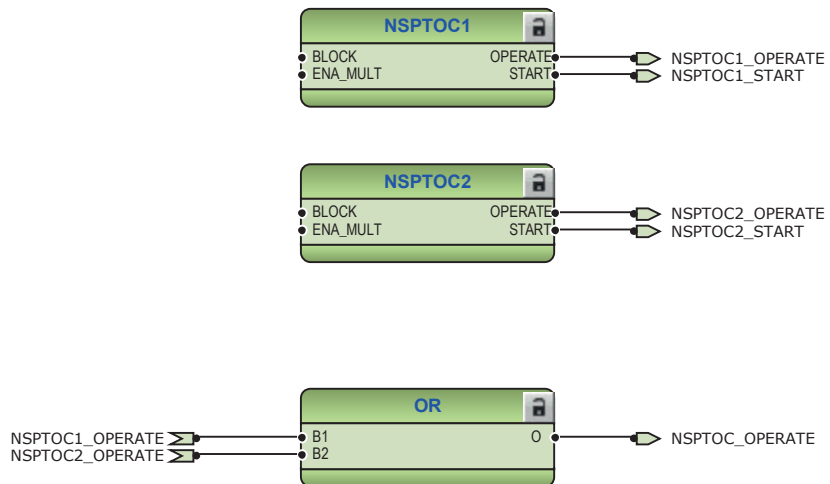 NSPTOC1
BLOCK OPERATE NSPTOC1_OPERATE
ENA_MULT START NSPTOC1_START
NSPTOC2
BLOCK OPERATE NSPTOC2_OPERATE
ENA_MULT START NSPTOC2_START
OR
NSPTOC1_OPERATE B1 O NSPTOC_OPERATE
NSPTOC2_OPERATE B2